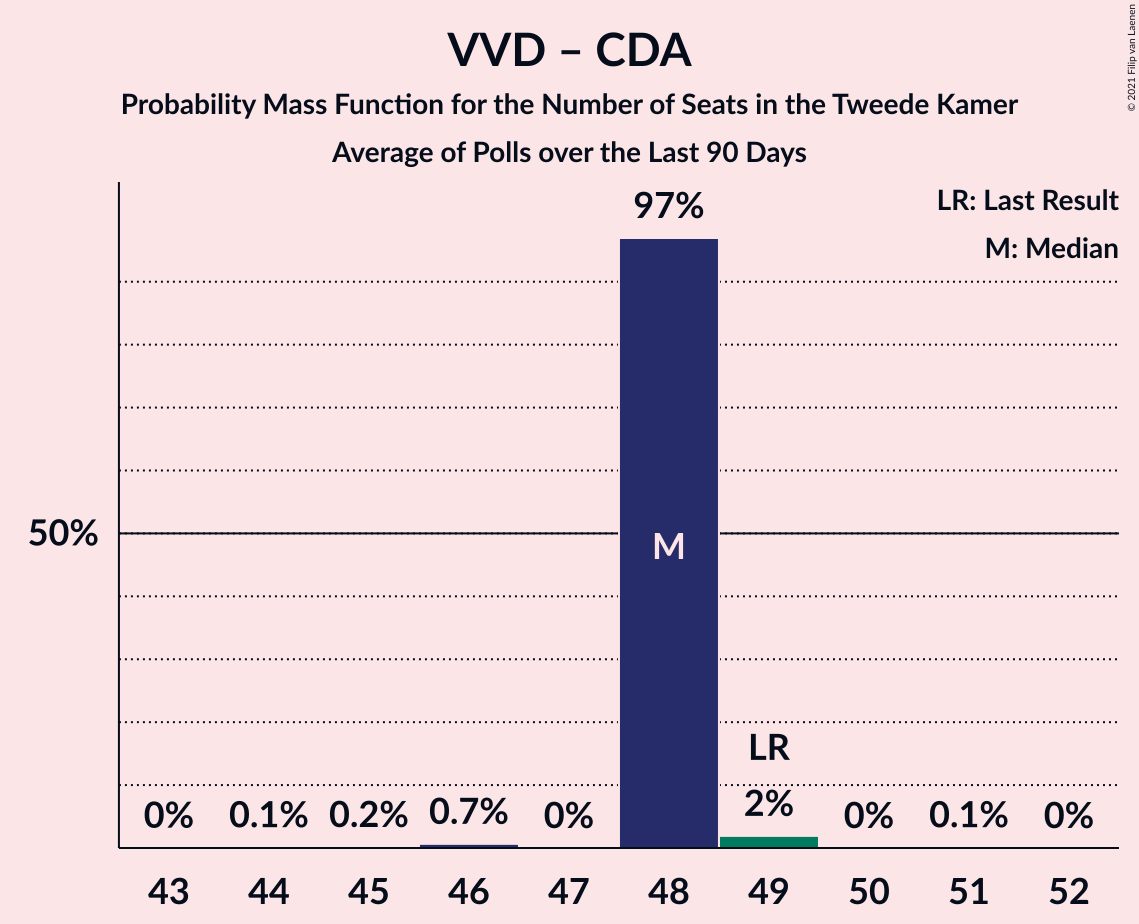 VVD – CDA
Probability Mass Function for the Number of Seats in the Tweede Kamer
Average of Polls over the Last 90 Days
© 2021 Filip van Laenen
LR: Last Result
M: Median
97%
50%
M
LR
0% 0.1% 0.2% 0.7% 0% 2% 0% 0.1% 0%
43 44 45 46 47 48 49 50 51 52